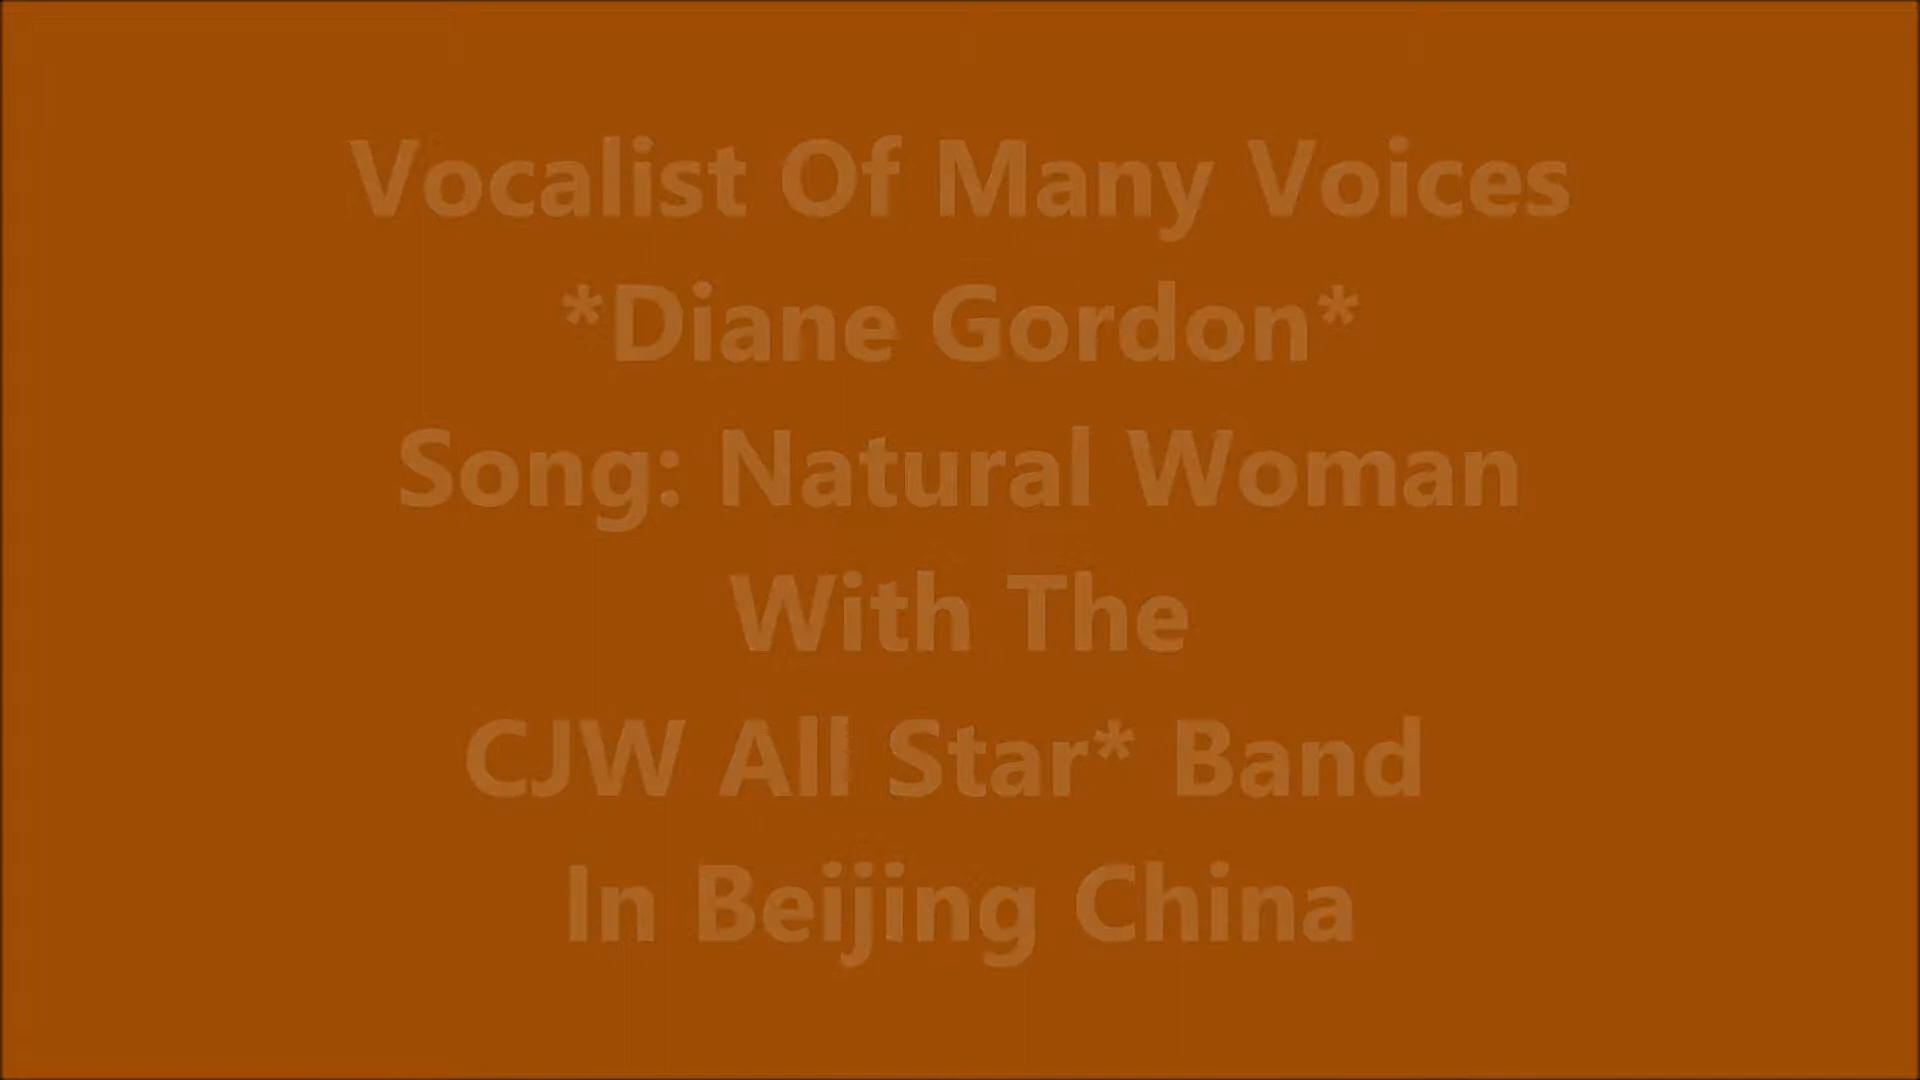 Vocalist Of Many Voices
*Diane Gordon*
Song: Natural Woman
With The
CJW All Star* Band
In Beijing China